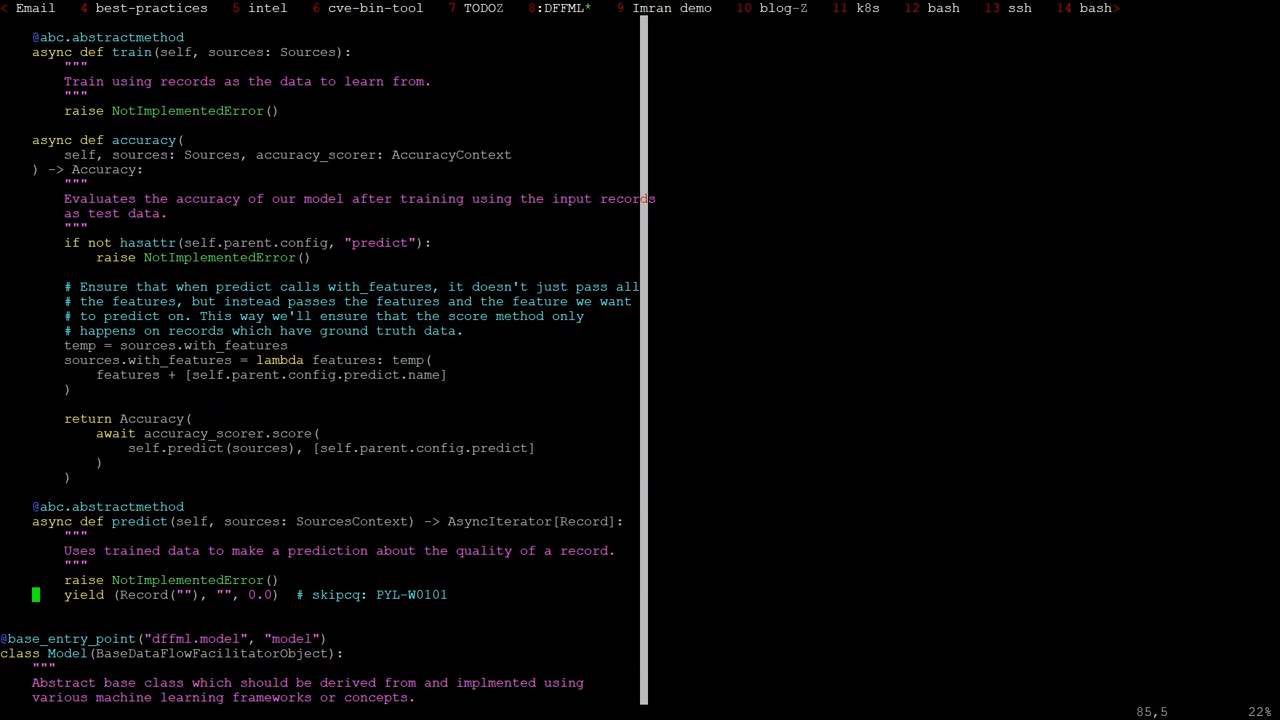 < Email  4 best-practices  5 intel  6 cve-bin-tool  7 TODOZ  8:DFFML*  9 Imran demo  10 blog-Z  11 k8s  12 bash  13 ssh  14 bash>
@abc.abstractmethod
async def train(self, sources: Sources):
"""
Train using records as the data to learn from.
"""
raise NotImplementedError()
async def accuracy(
self, sources: Sources, accuracy_scorer: AccuracyContext
) -> Accuracy:
"""
Evaluates the accuracy of our model after training using the input records
as test data.
"""
if not hasattr(self.parent.config, "predict"):
raise NotImplementedError()
# Ensure that when predict calls with_features, it doesn't just pass all
# the features, but instead passes the features and the feature we want
# to predict on. This way we'll ensure that the score method only
# happens on records which have ground truth data.
temp = sources.with_features
sources.with_features = lambda features: temp(
features + [self.parent.config.predict.name]
)
return Accuracy(
await accuracy_scorer.score(
self.predict(sources), [self.parent.config.predict]
)
)
@abc.abstractmethod
async def predict(self, sources: SourcesContext) -> AsyncIterator[Record]:
"""
Uses trained data to make a prediction about the quality of a record.
"""
raise NotImplementedError()
yield (Record(""), "", 0.0)  # skipcq: PYL-W0101
@base_entry_point("dffml.model", "model")
class Model(BaseDataFlowFacilitatorObject):
"""
Abstract base class which should be derived from and implmented using
various machine learning frameworks or concepts.
85,5  22%